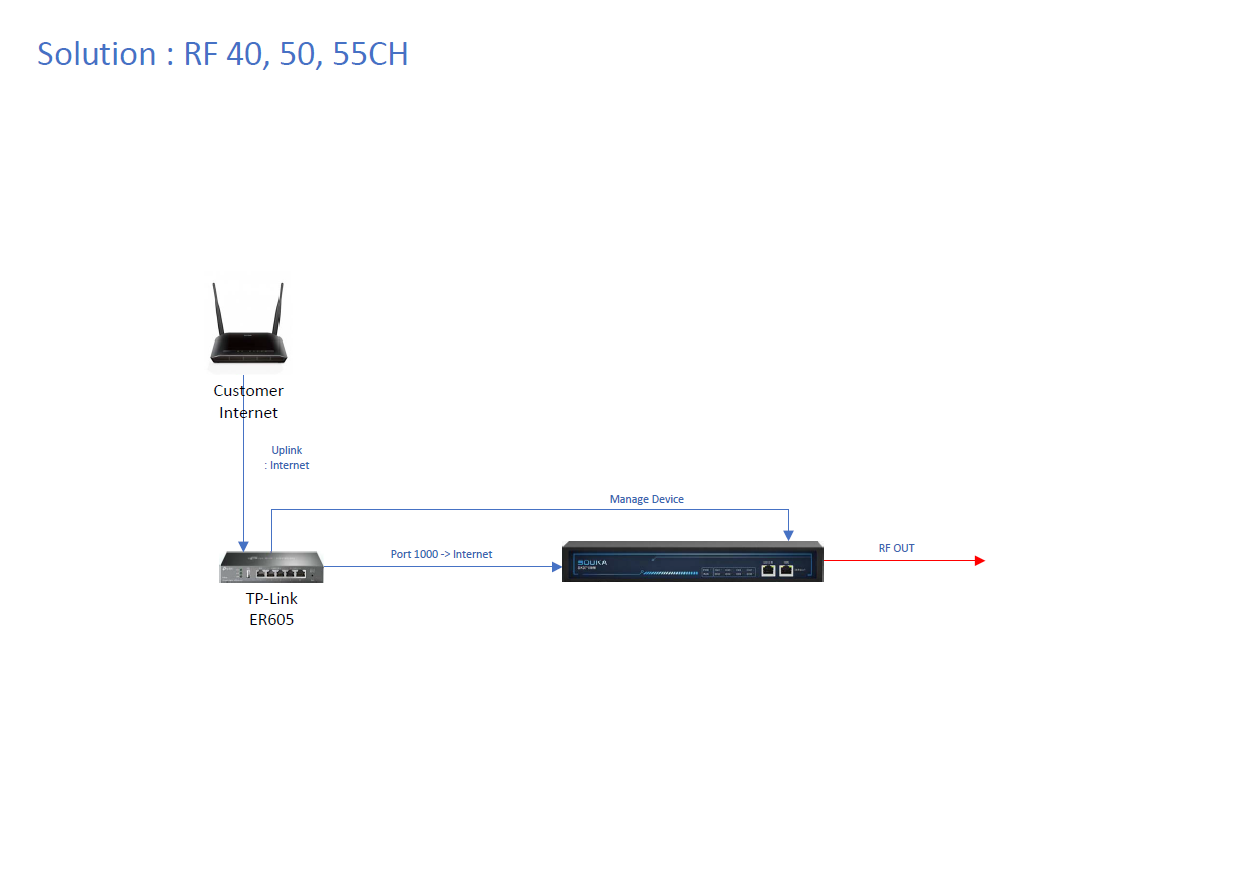 Solution : RF 40, 50, 55CH
Customer
Internet
Uplink
: Internet
Manage Device
Port 1000 -> Internet
RF OUT
SOUKA
TP-Link
ER605